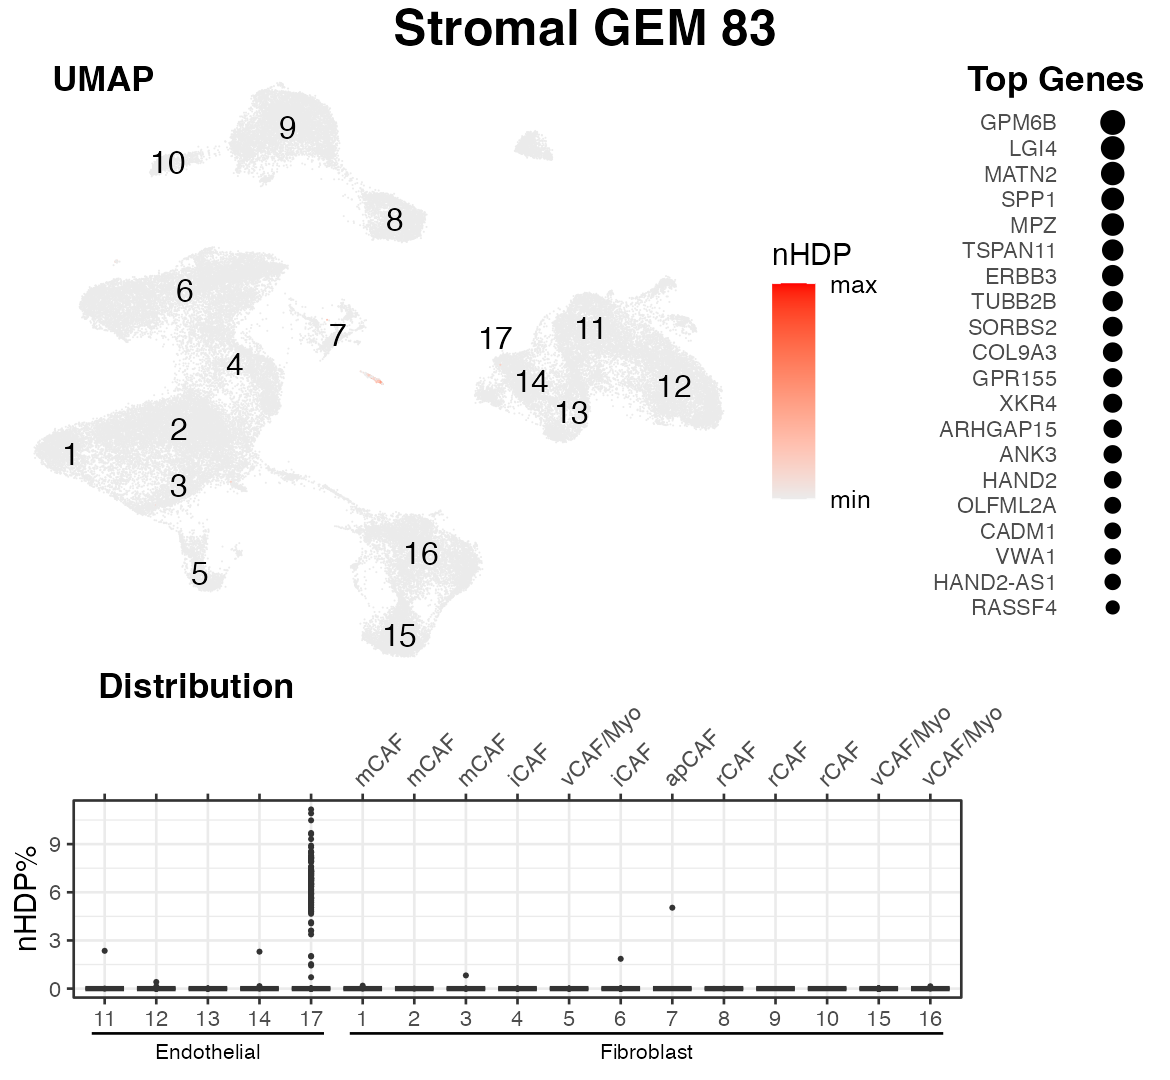 Stromal GEM 83
UMAP
9
10
8
6
7
4
2
1
3
5
16
15
17
11
14
12
13
nHDP
max
min
Top Genes
GPM6B
LGI4
MATN2
SPP1
MPZ
TSPAN11
ERBB3
TUBB2B
SORBS2
COL9A3
GPR155
XKR4
ARHGAP15
ANK3
HAND2
OLFML2A
CADM1
VWA1
HAND2-AS1
RASSF4
Distribution
mCAF
mCAF
mCAF
iCAF
vCAF/Myo
iCAF
apCAF
rCAF
rCAF
rCAF
vCAF/Myo
vCAF/Myo
nHDP%
9
6
3
0
11 12 13 14 17 1 2 3 4 5 6 7 8 9 10 15 16
Endothelial Fibroblast